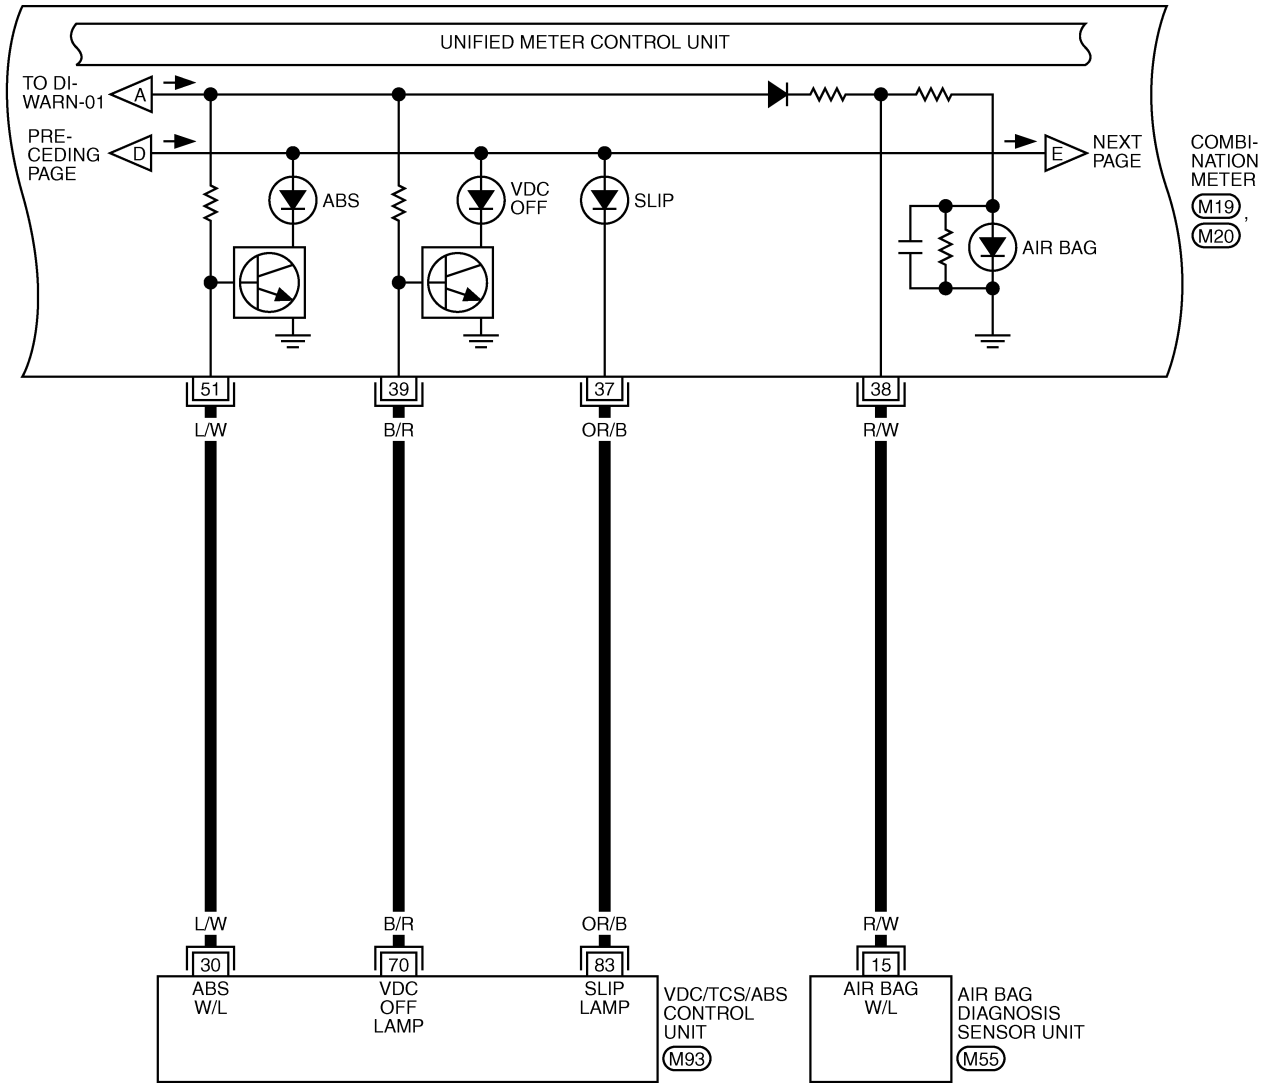 UNIFIED METER CONTROL UNIT
TO DI-
WARN-01
A
PRE-
CEDING
PAGE
D
E
NEXT
PAGE
COMBI-
NATION
METER
M19 ,
M20
ABS
VDC
OFF
SLIP
AIR BAG
51
39
37
38
L/W
B/R
OR/B
R/W
L/W
B/R
OR/B
R/W
30
70
83
15
ABS
W/L
VDC
OFF
LAMP
SLIP
LAMP
VDC/TCS/ABS
CONTROL
UNIT
M93
AIR BAG
W/L
AIR BAG
DIAGNOSIS
SENSOR UNIT
M55